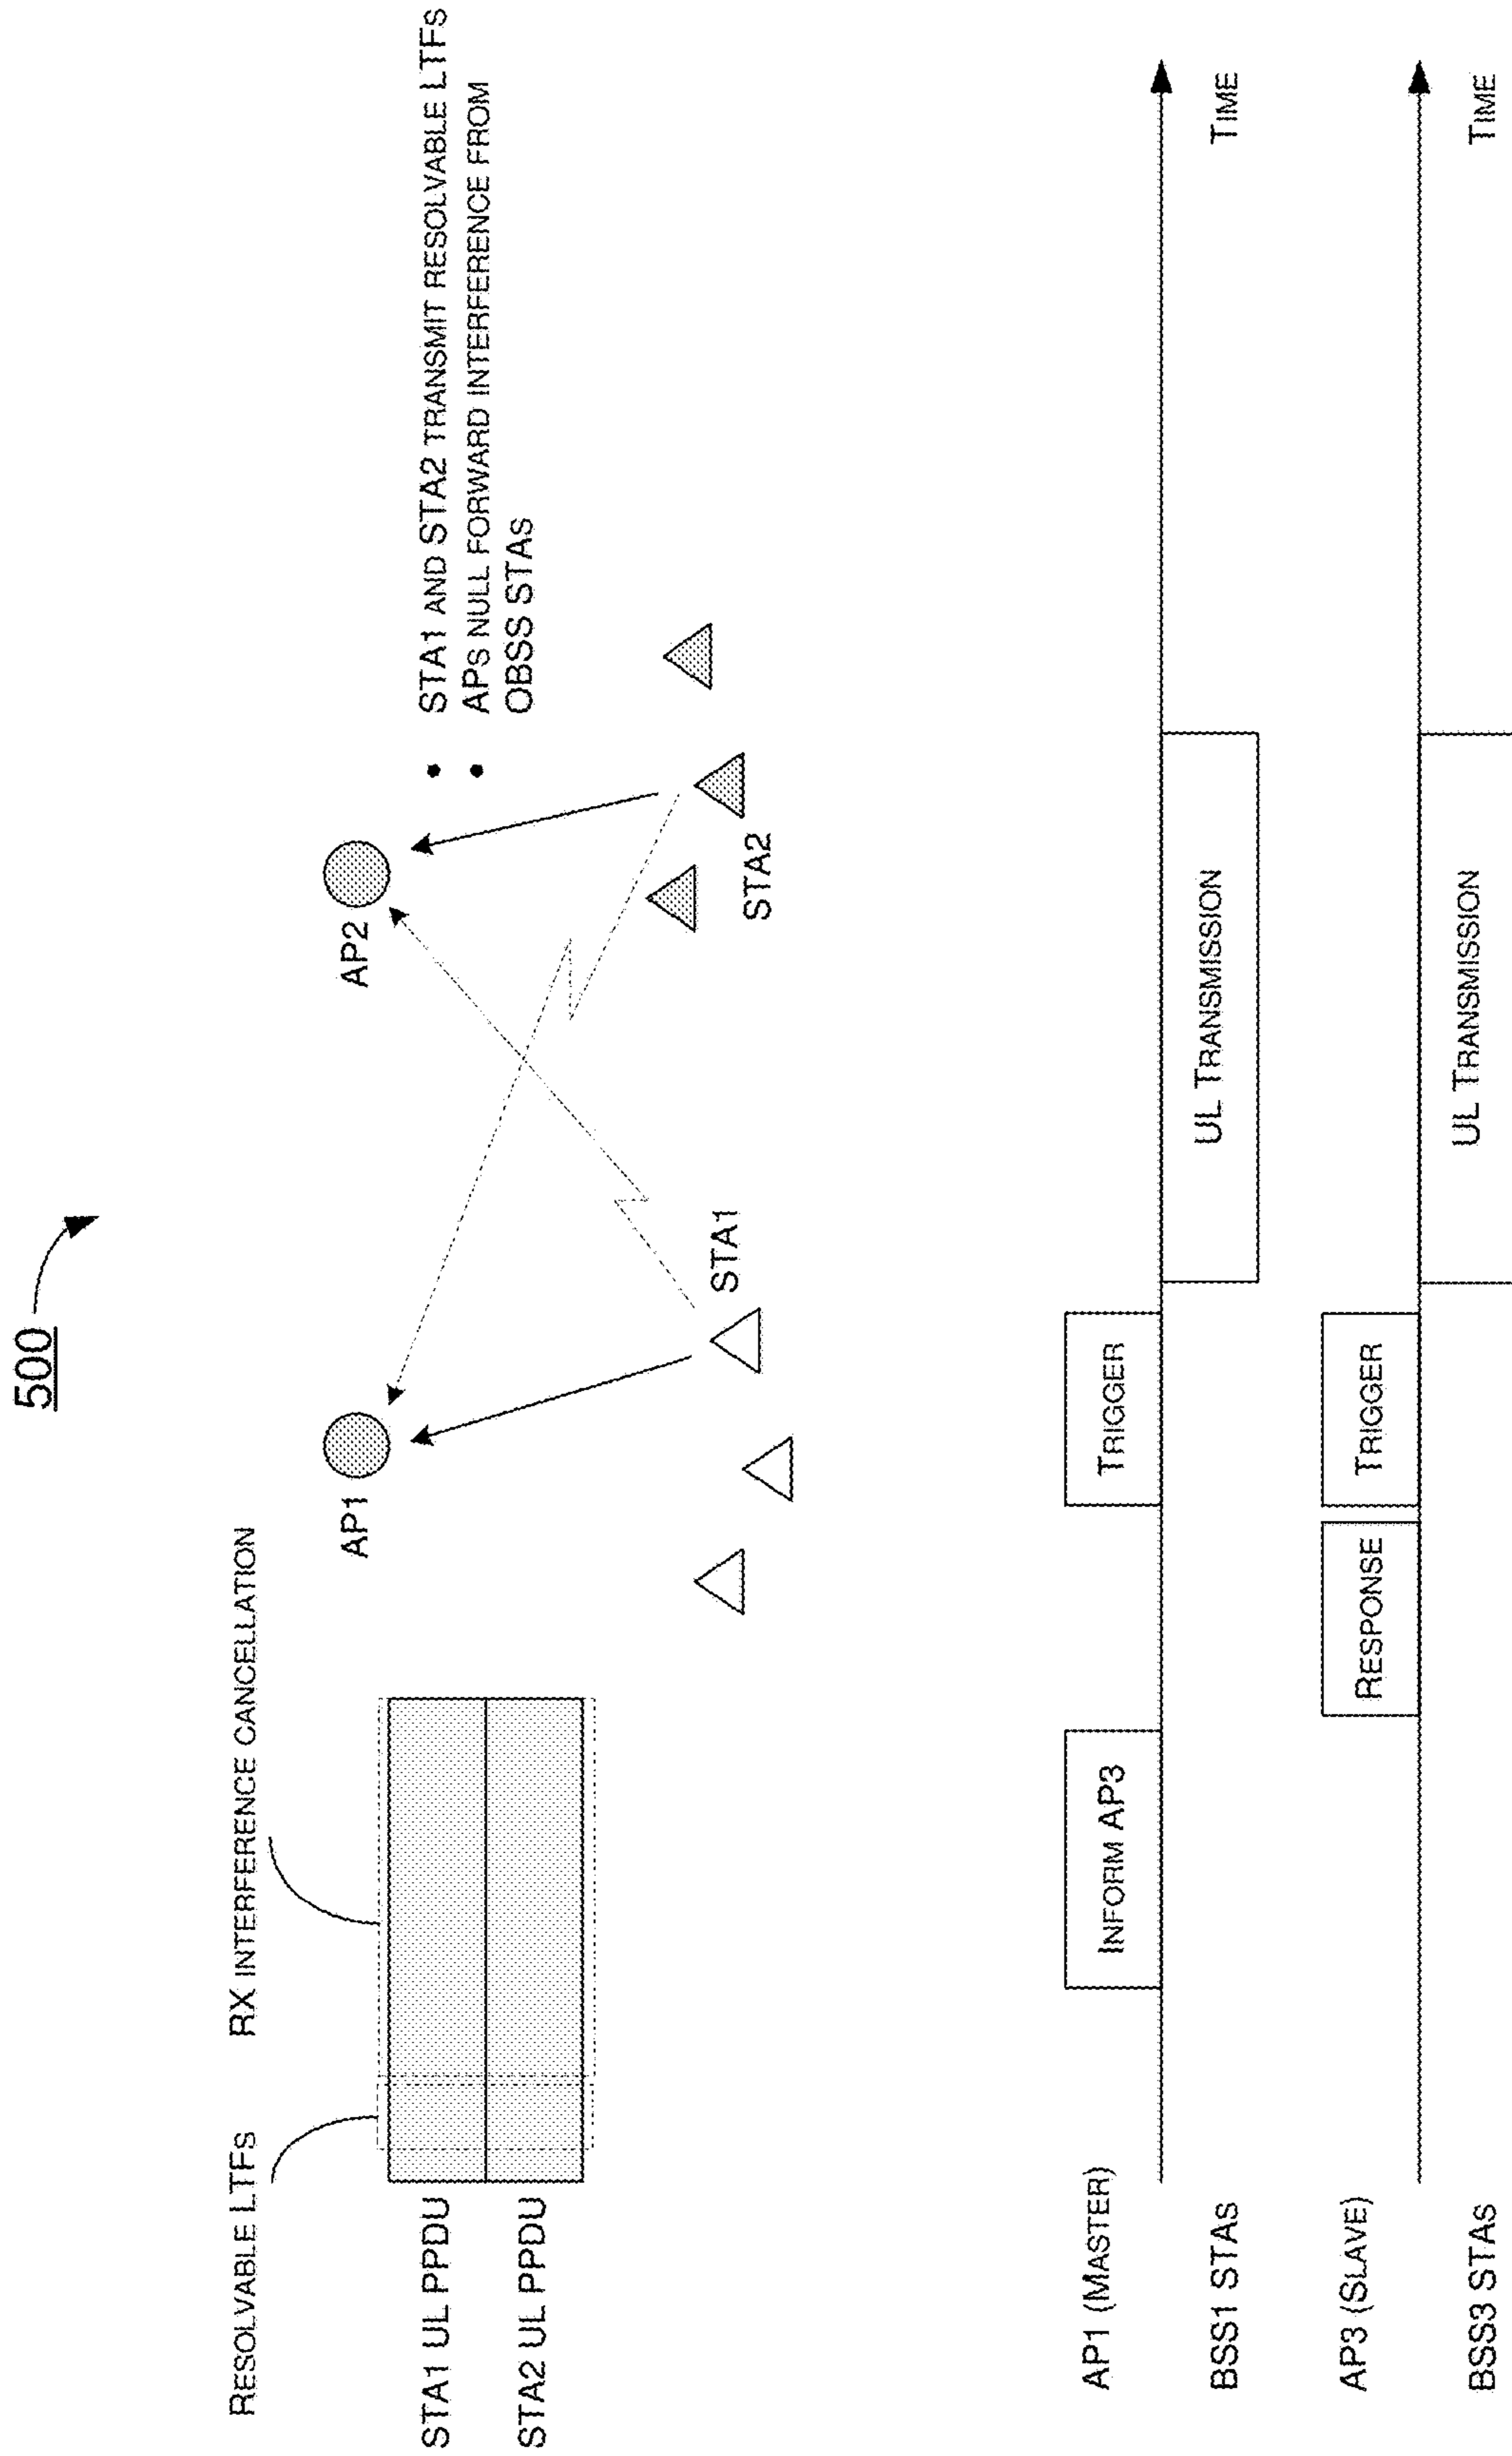 500
RESOLVABLE LTFS
RX INTERFERENCE CANCELLATION
STA1 UL PPDU
STA2 UL PPDU
AP1
AP2
STA1
STA2
• STA1 AND STA2 TRANSMIT RESOLVABLE LTFS
• APS NULL FORWARD INTERFERENCE FROM
OBSS STAS
AP1 (MASTER)
INFORM AP3
TRIGGER
BSS1 STAS
UL TRANSMISSION
TIME
AP3 (SLAVE)
RESPONSE
TRIGGER
BSS3 STAS
UL TRANSMISSION
TIME